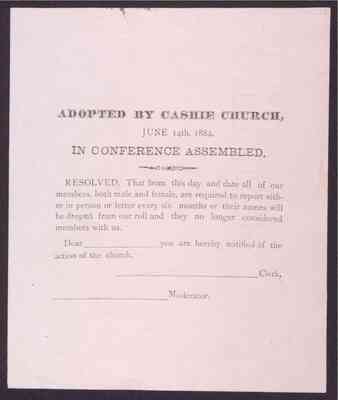 ADOPTED BY CASHIE CHURCH,
JUNE 14th, 1884,
IN CONFERENCE ASSEMBLED.
RESOLVED, That from this day and date all of our
members, both male and female, are required to report eith-
er in person or letter every six months or their names will
be droped from our roll and they no longer considered
members with us.
Dear you are hereby notified of the
action of the church.
Clerk,
Moderator.